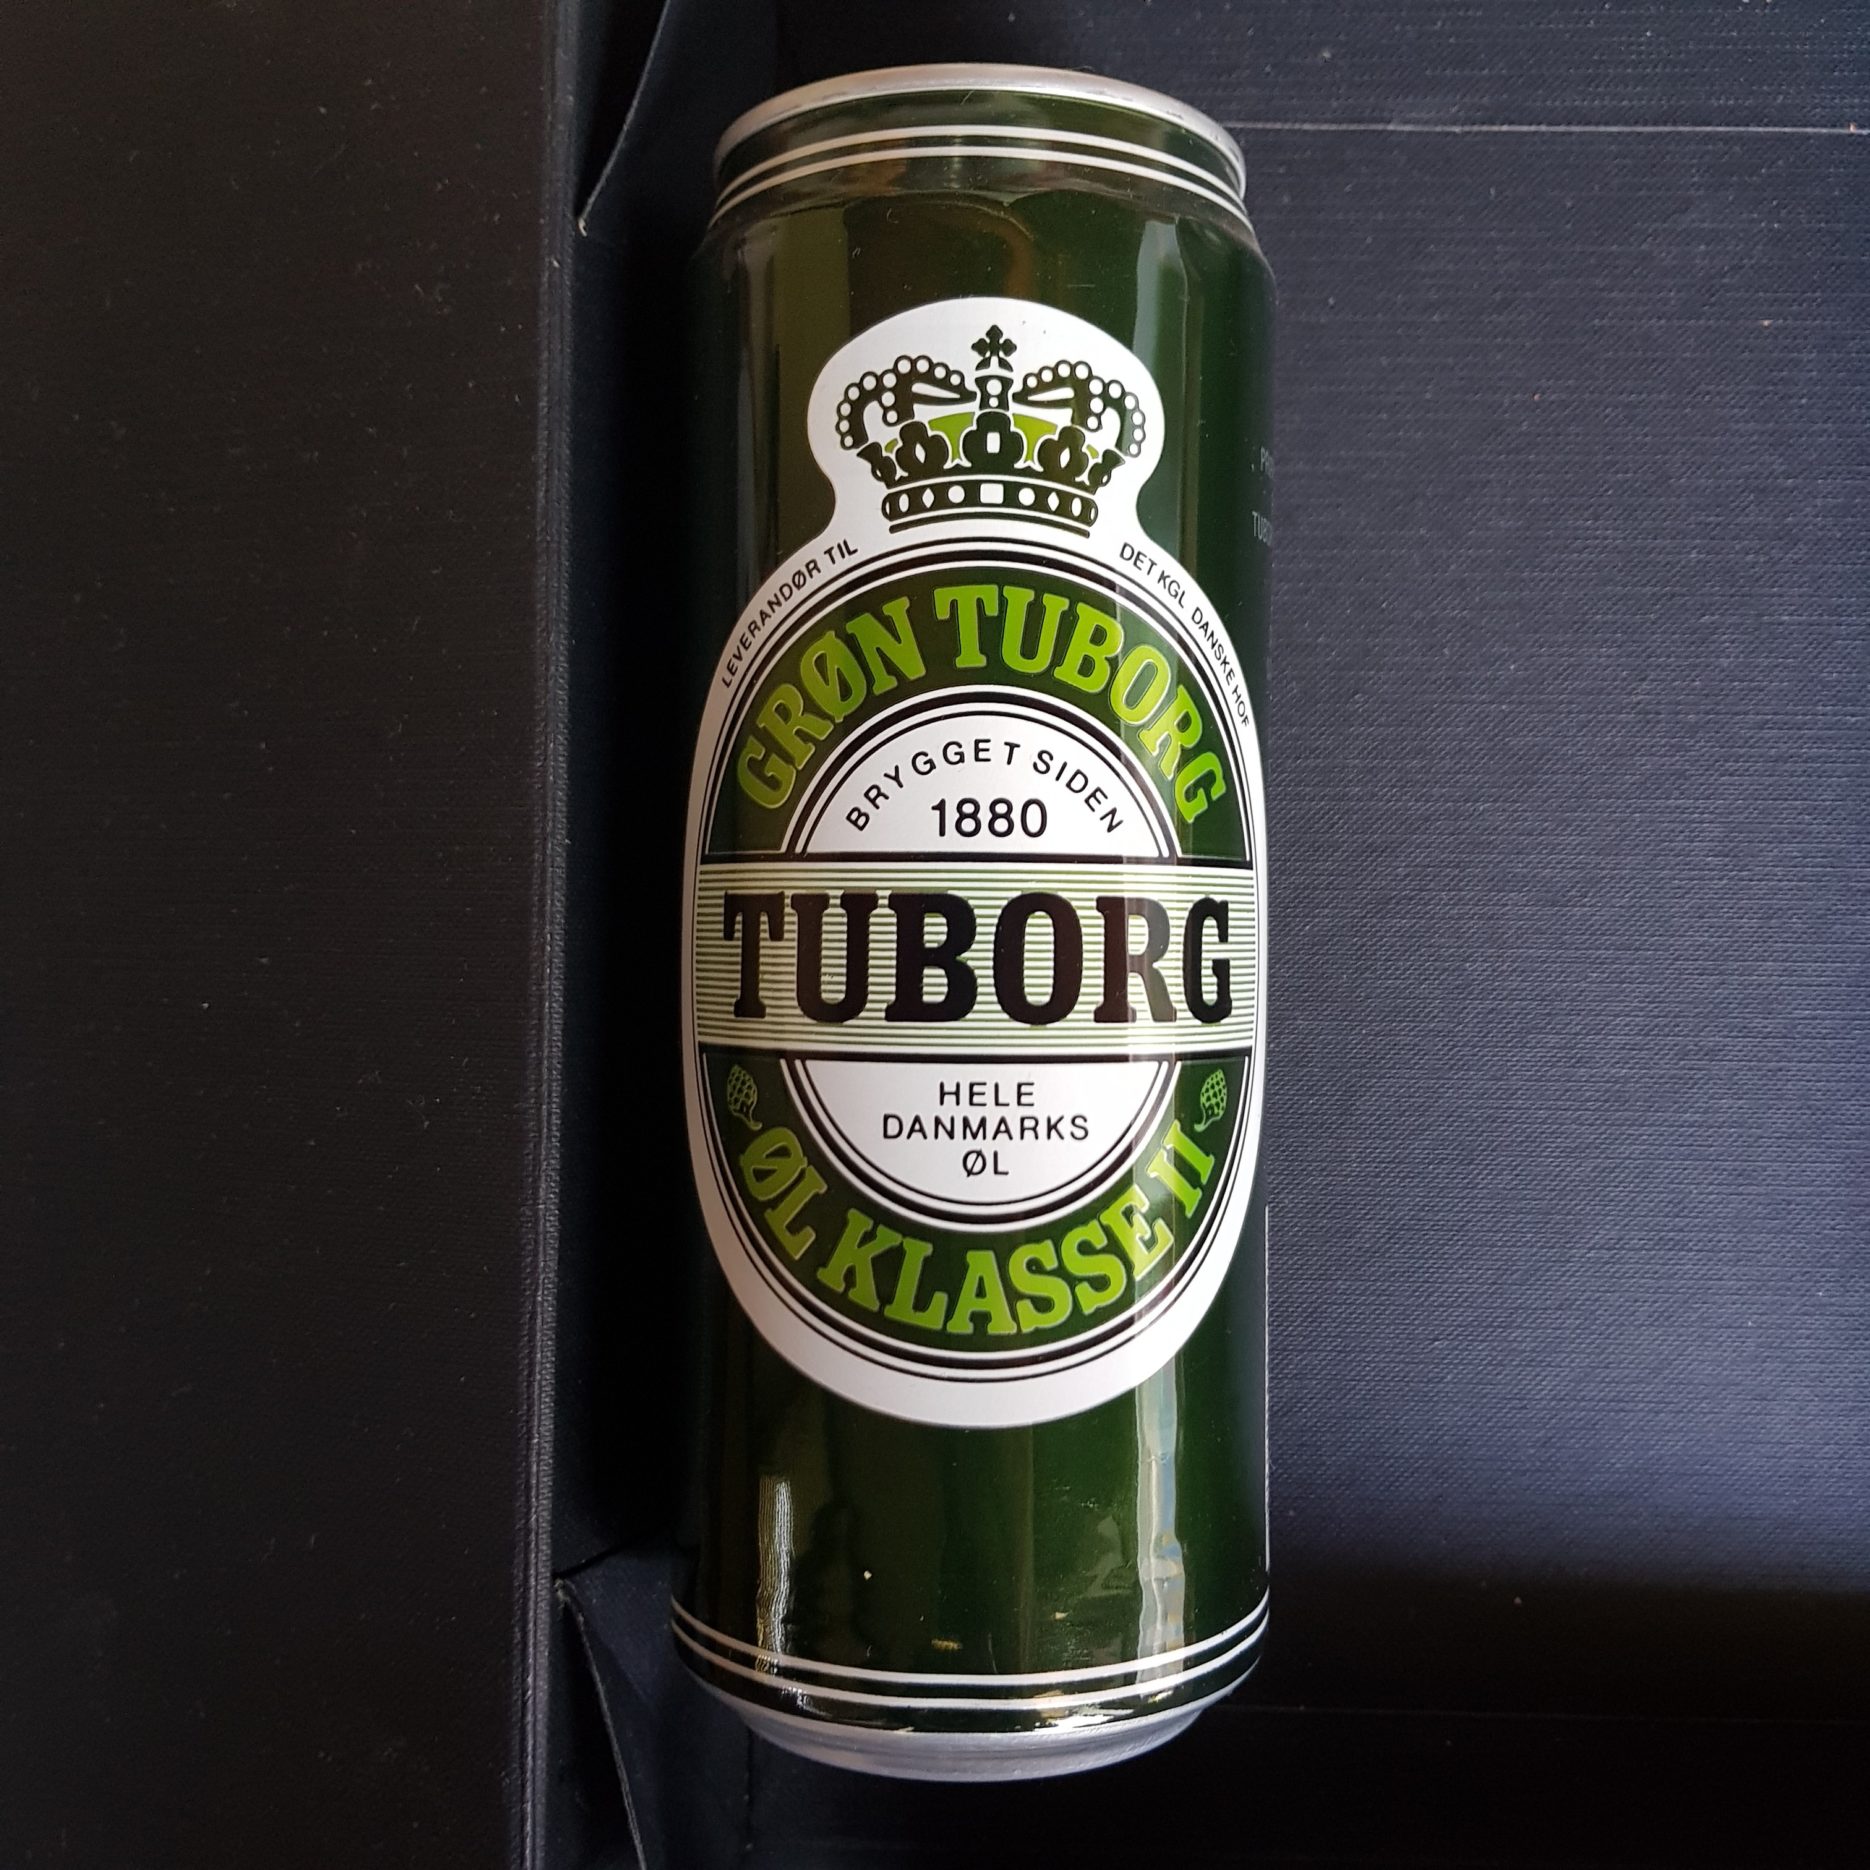 LEVERANDØR TIL DET KGL. DANSKE HOF
GRØN TUBORG
BRYGGET SIDEN
1880
TUBORG
HELE
DANMARKS
ØL
ØL KLASSE II